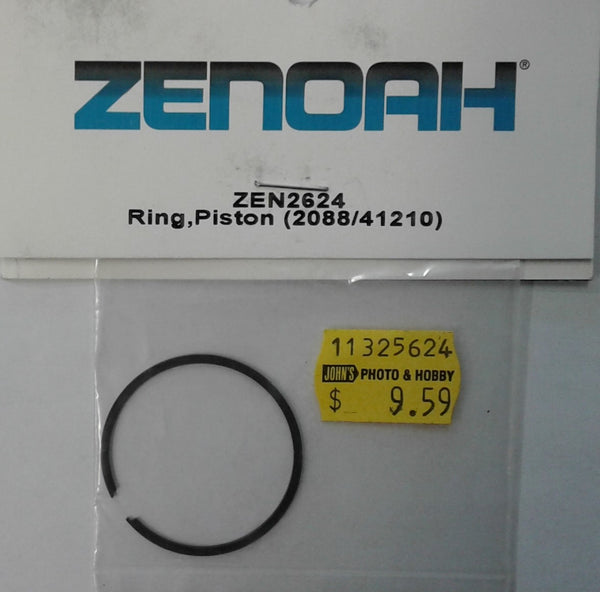 ZENOAH®
ZEN2624
Ring,Piston (2088/41210)
11325624
JOHN'S PHOTO & HOBBY
$ 9.59